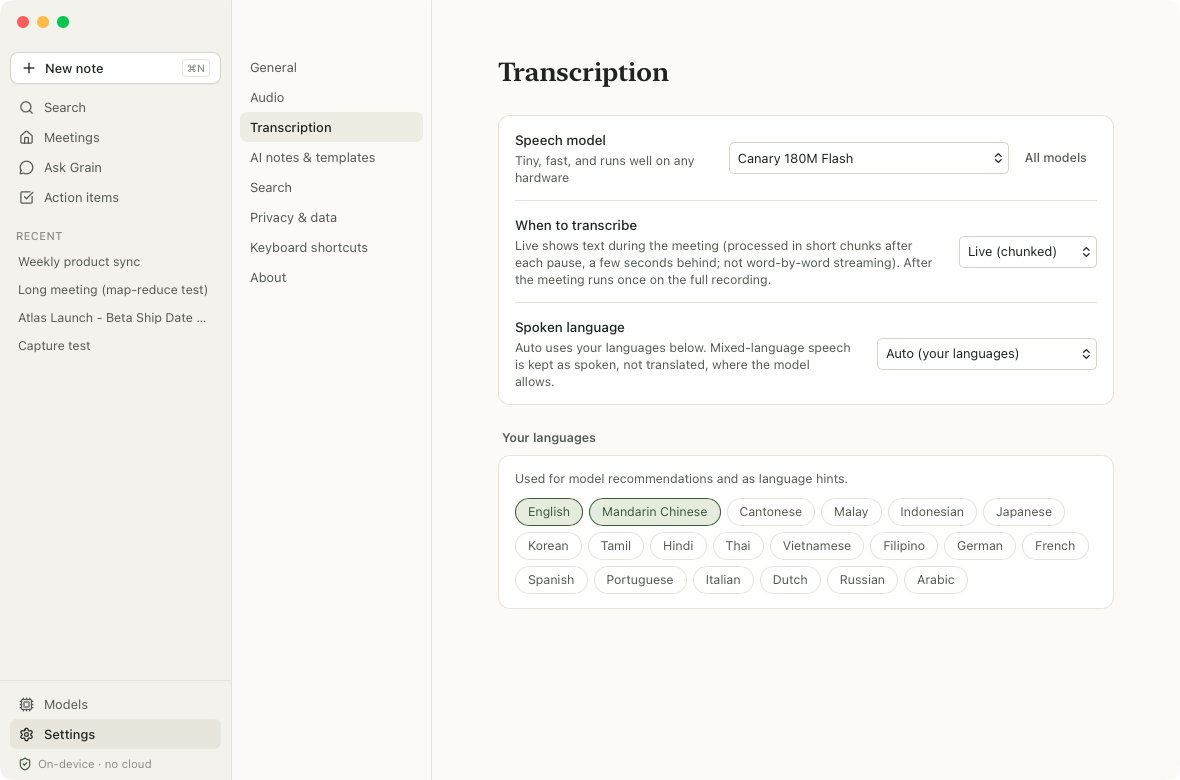 New note
⌘N
Search
Meetings
Ask Grain
Action items
RECENT
Weekly product sync
Long meeting (map-reduce test)
Atlas Launch - Beta Ship Date ...
Capture test
Models
Settings
On-device · no cloud
General
Audio
Transcription
AI notes & templates
Search
Privacy & data
Keyboard shortcuts
About
Transcription
Speech model
Tiny, fast, and runs well on any
hardware
Canary 180M Flash
All models
When to transcribe
Live shows text during the meeting (processed in short chunks after
each pause, a few seconds behind; not word-by-word streaming). After
the meeting runs once on the full recording.
Live (chunked)
Spoken language
Auto uses your languages below. Mixed-language speech
is kept as spoken, not translated, where the model
allows.
Auto (your languages)
Your languages
Used for model recommendations and as language hints.
English Mandarin Chinese Cantonese Malay Indonesian Japanese
Korean Tamil Hindi Thai Vietnamese Filipino German French
Spanish Portuguese Italian Dutch Russian Arabic